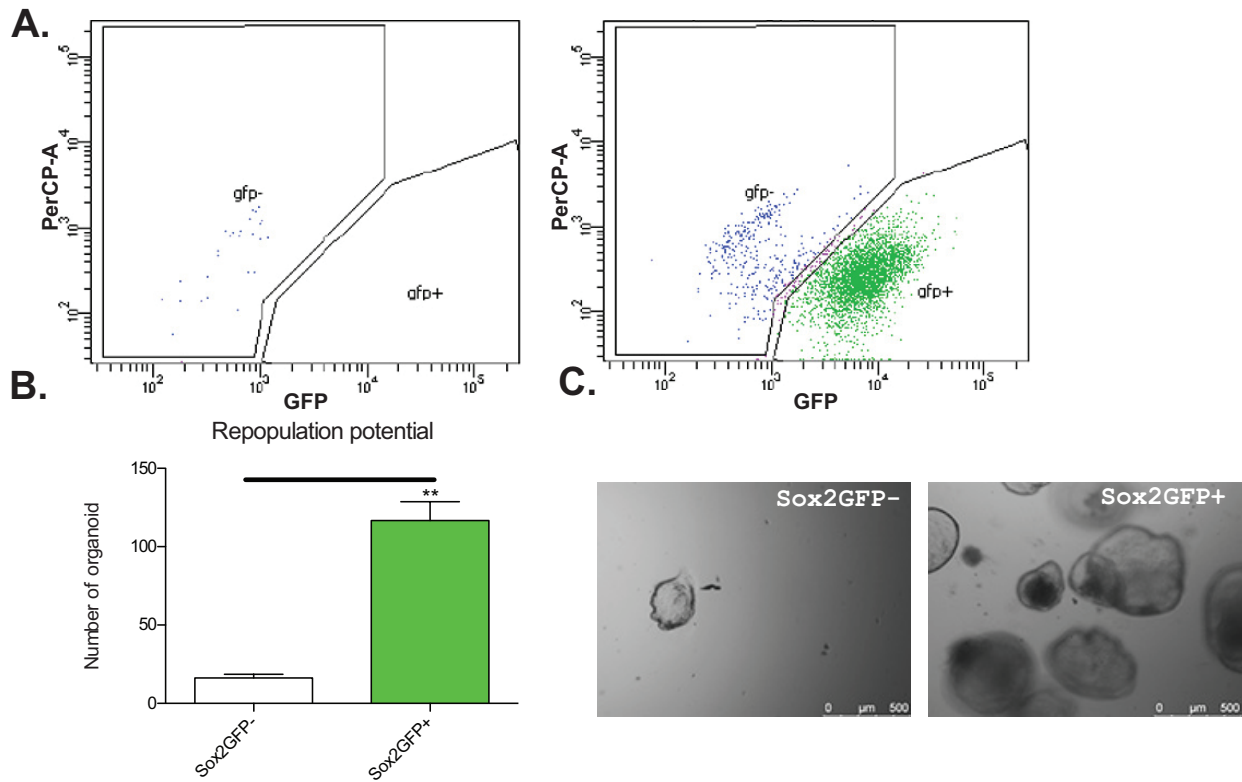 A.
PerCP-A
10^5
10^4
10^3
10^2
gfp-
gfp+
10^2
10^3
10^4
10^5
GFP
PerCP-A
10^5
10^4
10^3
10^2
gfp-
gfp+
10^2
10^3
10^4
10^5
GFP
B.
Repopulation potential
Number of organoid
150
100
50
0
**
Sox2GFP-
Sox2GFP+
C.
Sox2GFP-
0 µm 500
Sox2GFP+
0 µm 500